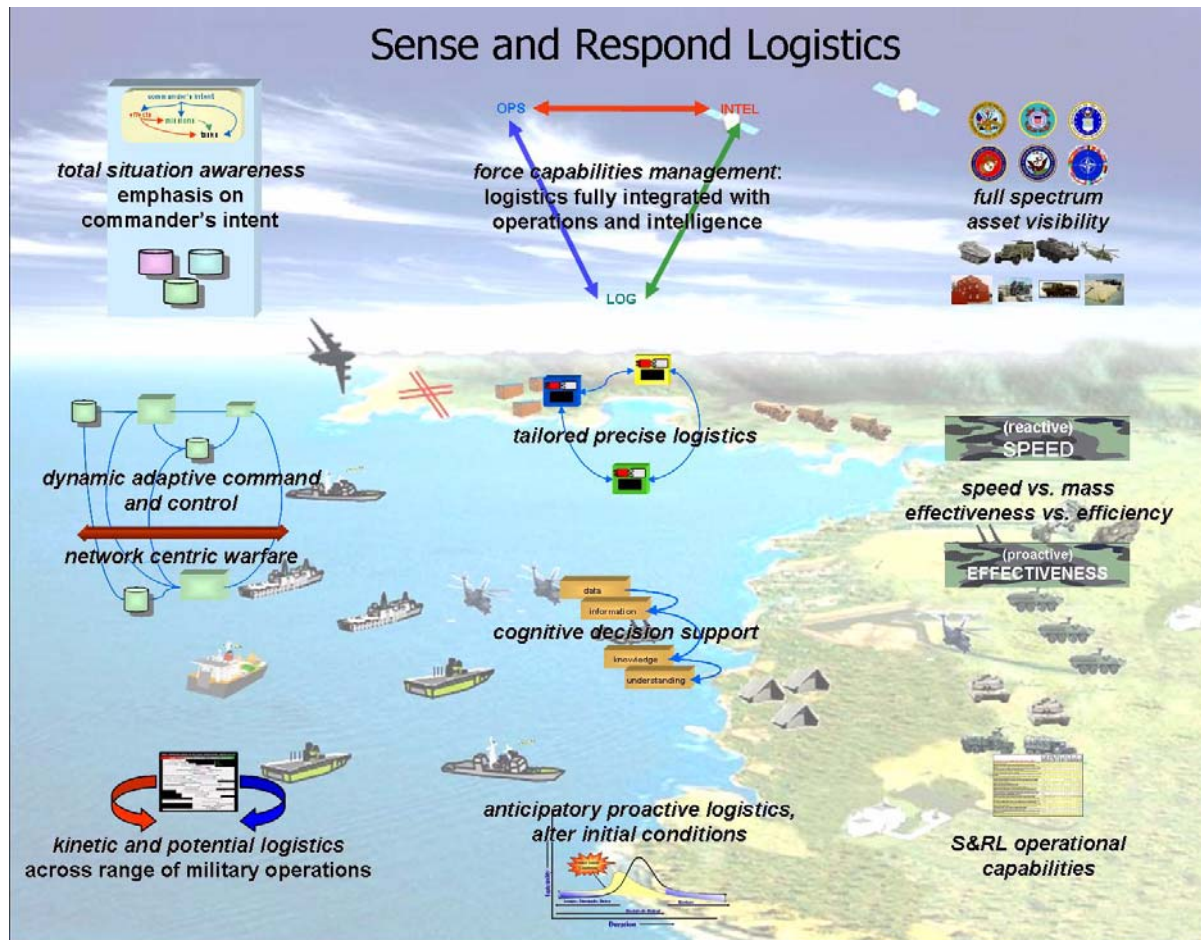 Sense and Respond Logistics
commander's intent
effects
missions
tasks
total situation awareness
emphasis on
commander's intent
OPS
INTEL
force capabilities management:
logistics fully integrated with
operations and intelligence
LOG
full spectrum
asset visibility
tailored precise logistics
dynamic adaptive command
and control
network centric warfare
(reactive)
SPEED
speed vs. mass
effectiveness vs. efficiency
(proactive)
EFFECTIVENESS
data
information
cognitive decision support
knowledge
understanding
kinetic and potential logistics
across range of military operations
anticipatory proactive logistics,
alter initial conditions
Duration
S&RL operational
capabilities